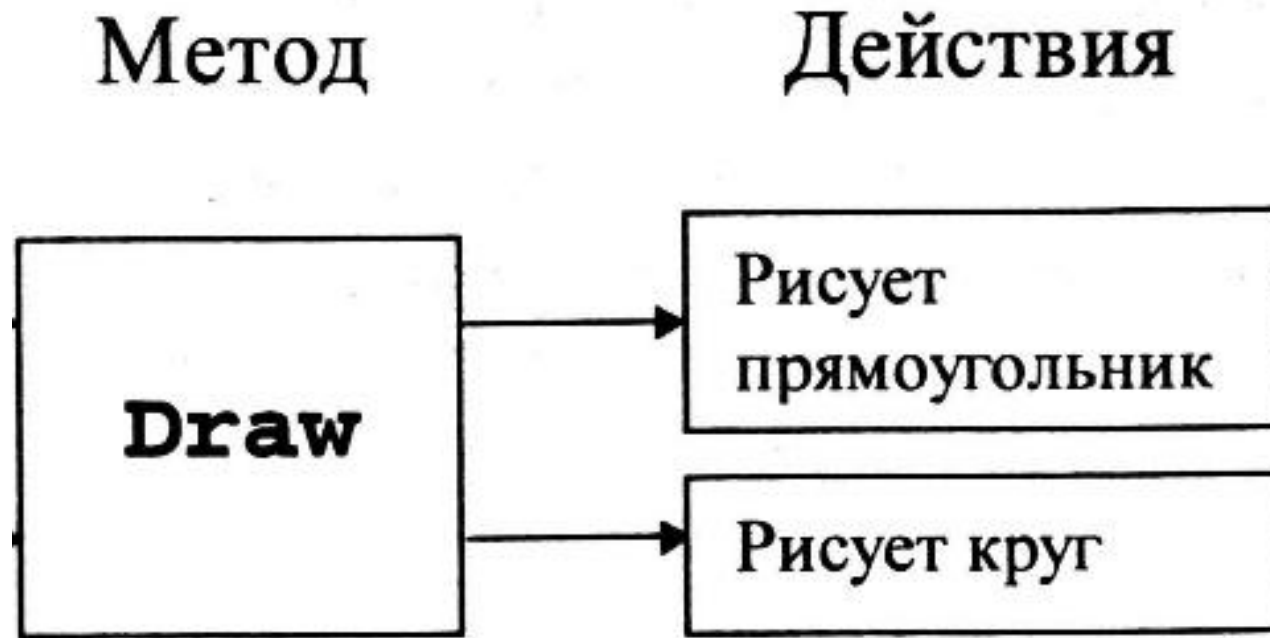 Метод
Действия
Draw
Рисует
прямоугольник
Рисует круг